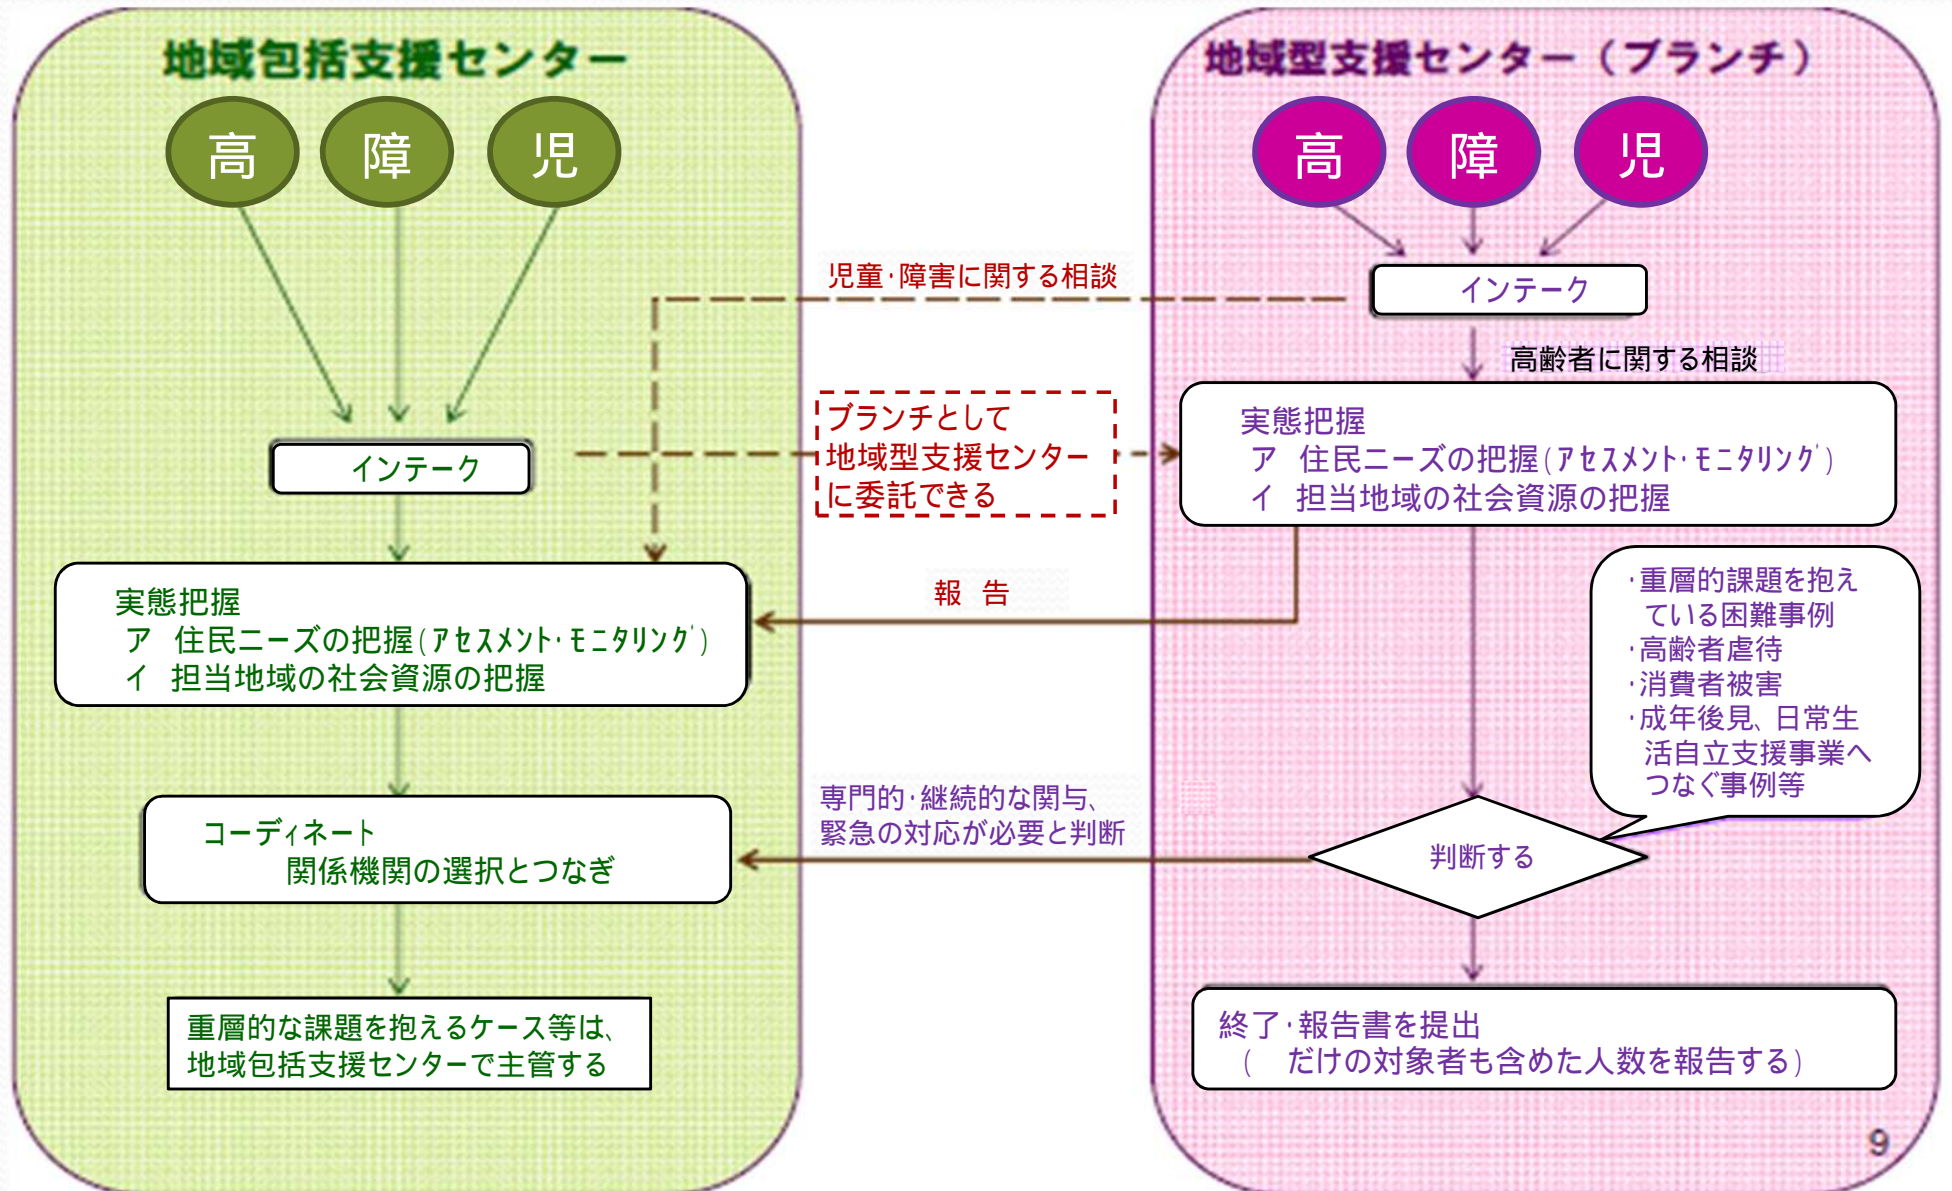 地域包括支援センター
高 障 児
インテーク
実態把握
ア 住民ニーズの把握(アセスメント・モニタリング)
イ 担当地域の社会資源の把握
コーディネート
関係機関の選択とつなぎ
重層的な課題を抱えるケース等は、
地域包括支援センターで主管する
児童・障害に関する相談
ブランチとして
地域型支援センター
に委託できる
報 告
専門的・継続的な関与、
緊急の対応が必要と判断
地域型支援センター（ブランチ）
高 障 児
インテーク
高齢者に関する相談
実態把握
ア 住民ニーズの把握(アセスメント・モニタリング)
イ 担当地域の社会資源の把握
・重層的課題を抱え
ている困難事例
・高齢者虐待
・消費者被害
・成年後見、日常生
活自立支援事業へ
つなぐ事例等
判断する
終了・報告書を提出
( だけの対象者も含めた人数を報告する)
9